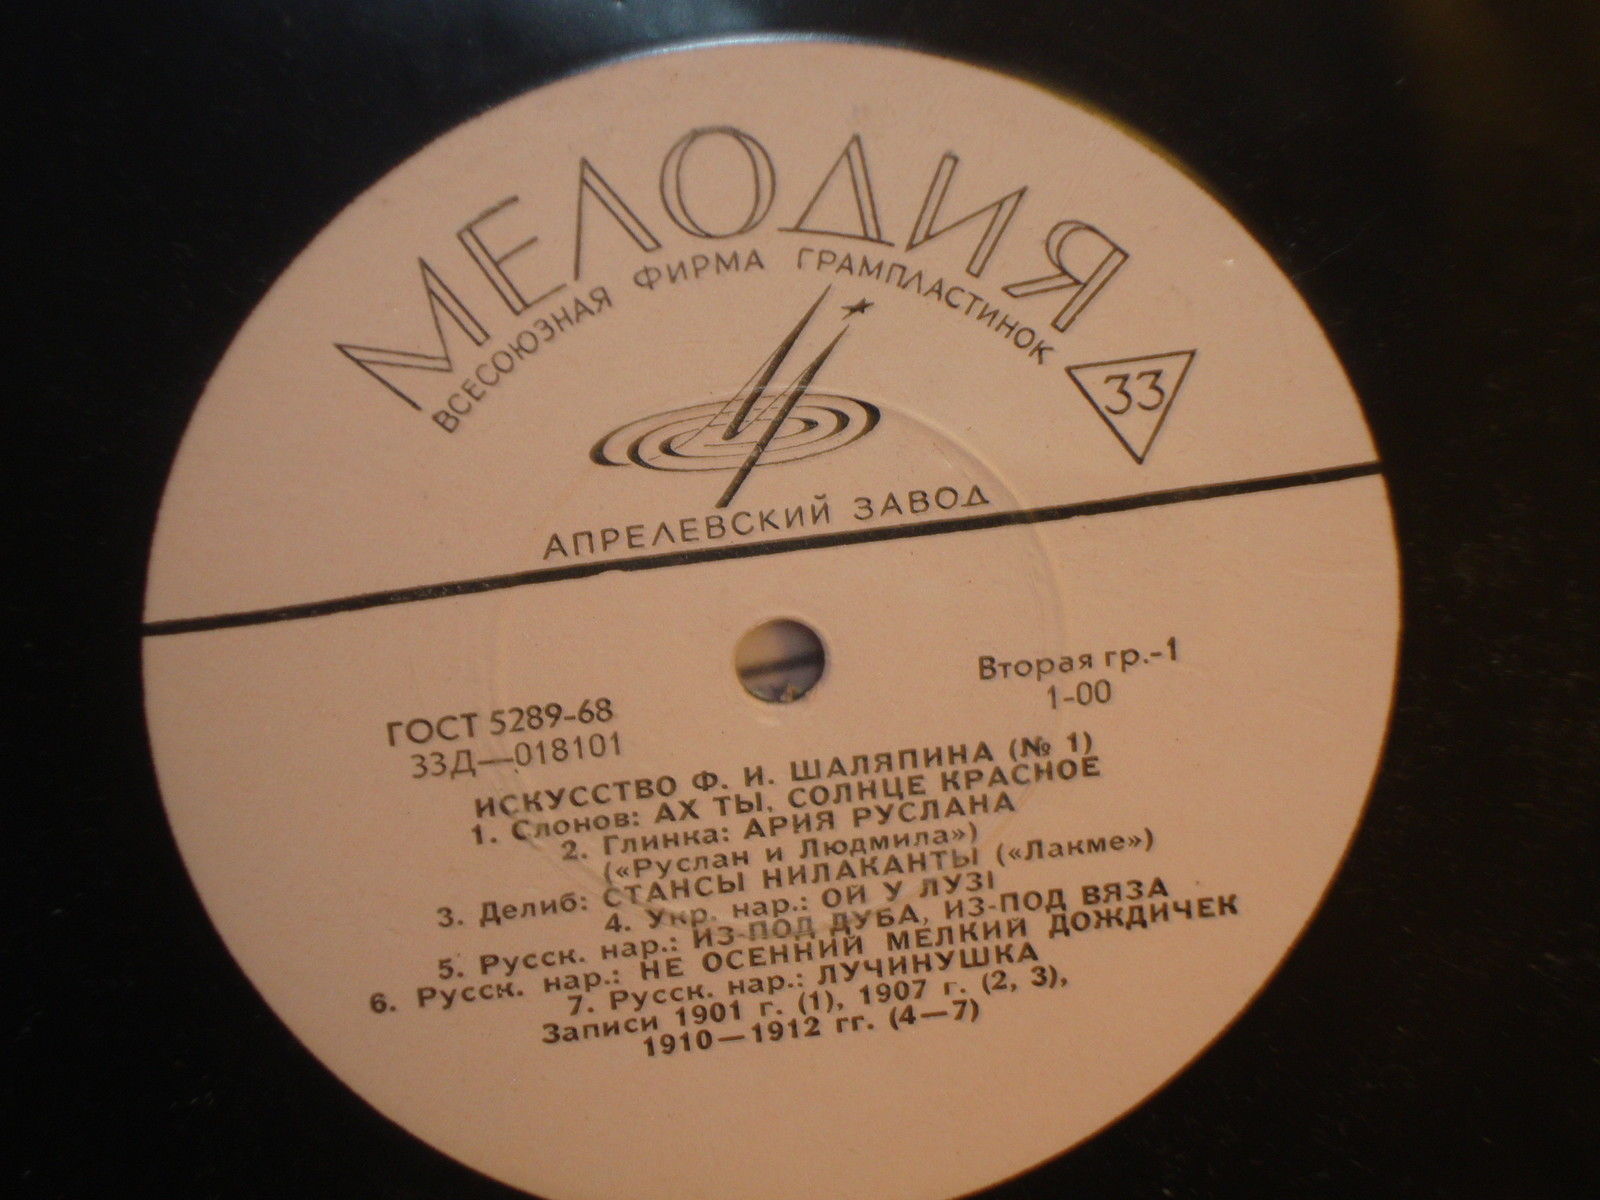 МЕЛОДИЯ
ВСЕСОЮЗНАЯ ФИРМА ГРАМПЛАСТИНОК
33
АПРЕЛЕВСКИЙ ЗАВОД
ГОСТ 5289-68
33Д—018101
Вторая гр.-1
1-00
ИСКУССТВО Ф. И. ШАЛЯПИНА (№ 1)
1. Слонов: АХ ТЫ, СОЛНЦЕ КРАСНОЕ
2. Глинка: АРИЯ РУСЛАНА
(«Руслан и Людмила»)
3. Делиб: СТАНСЫ НИЛАКАНТЫ («Лакме»)
4. Укр. нар.: ОЙ У ЛУЗІ
5. Русск. нар.: ИЗ-ПОД ДУБА, ИЗ-ПОД ВЯЗА
6. Русск. нар.: НЕ ОСЕННИЙ МЕЛКИЙ ДОЖДИЧЕК
7. Русск. нар.: ЛУЧИНУШКА
Записи 1901 г. (1), 1907 г. (2, 3),
1910—1912 гг. (4—7)